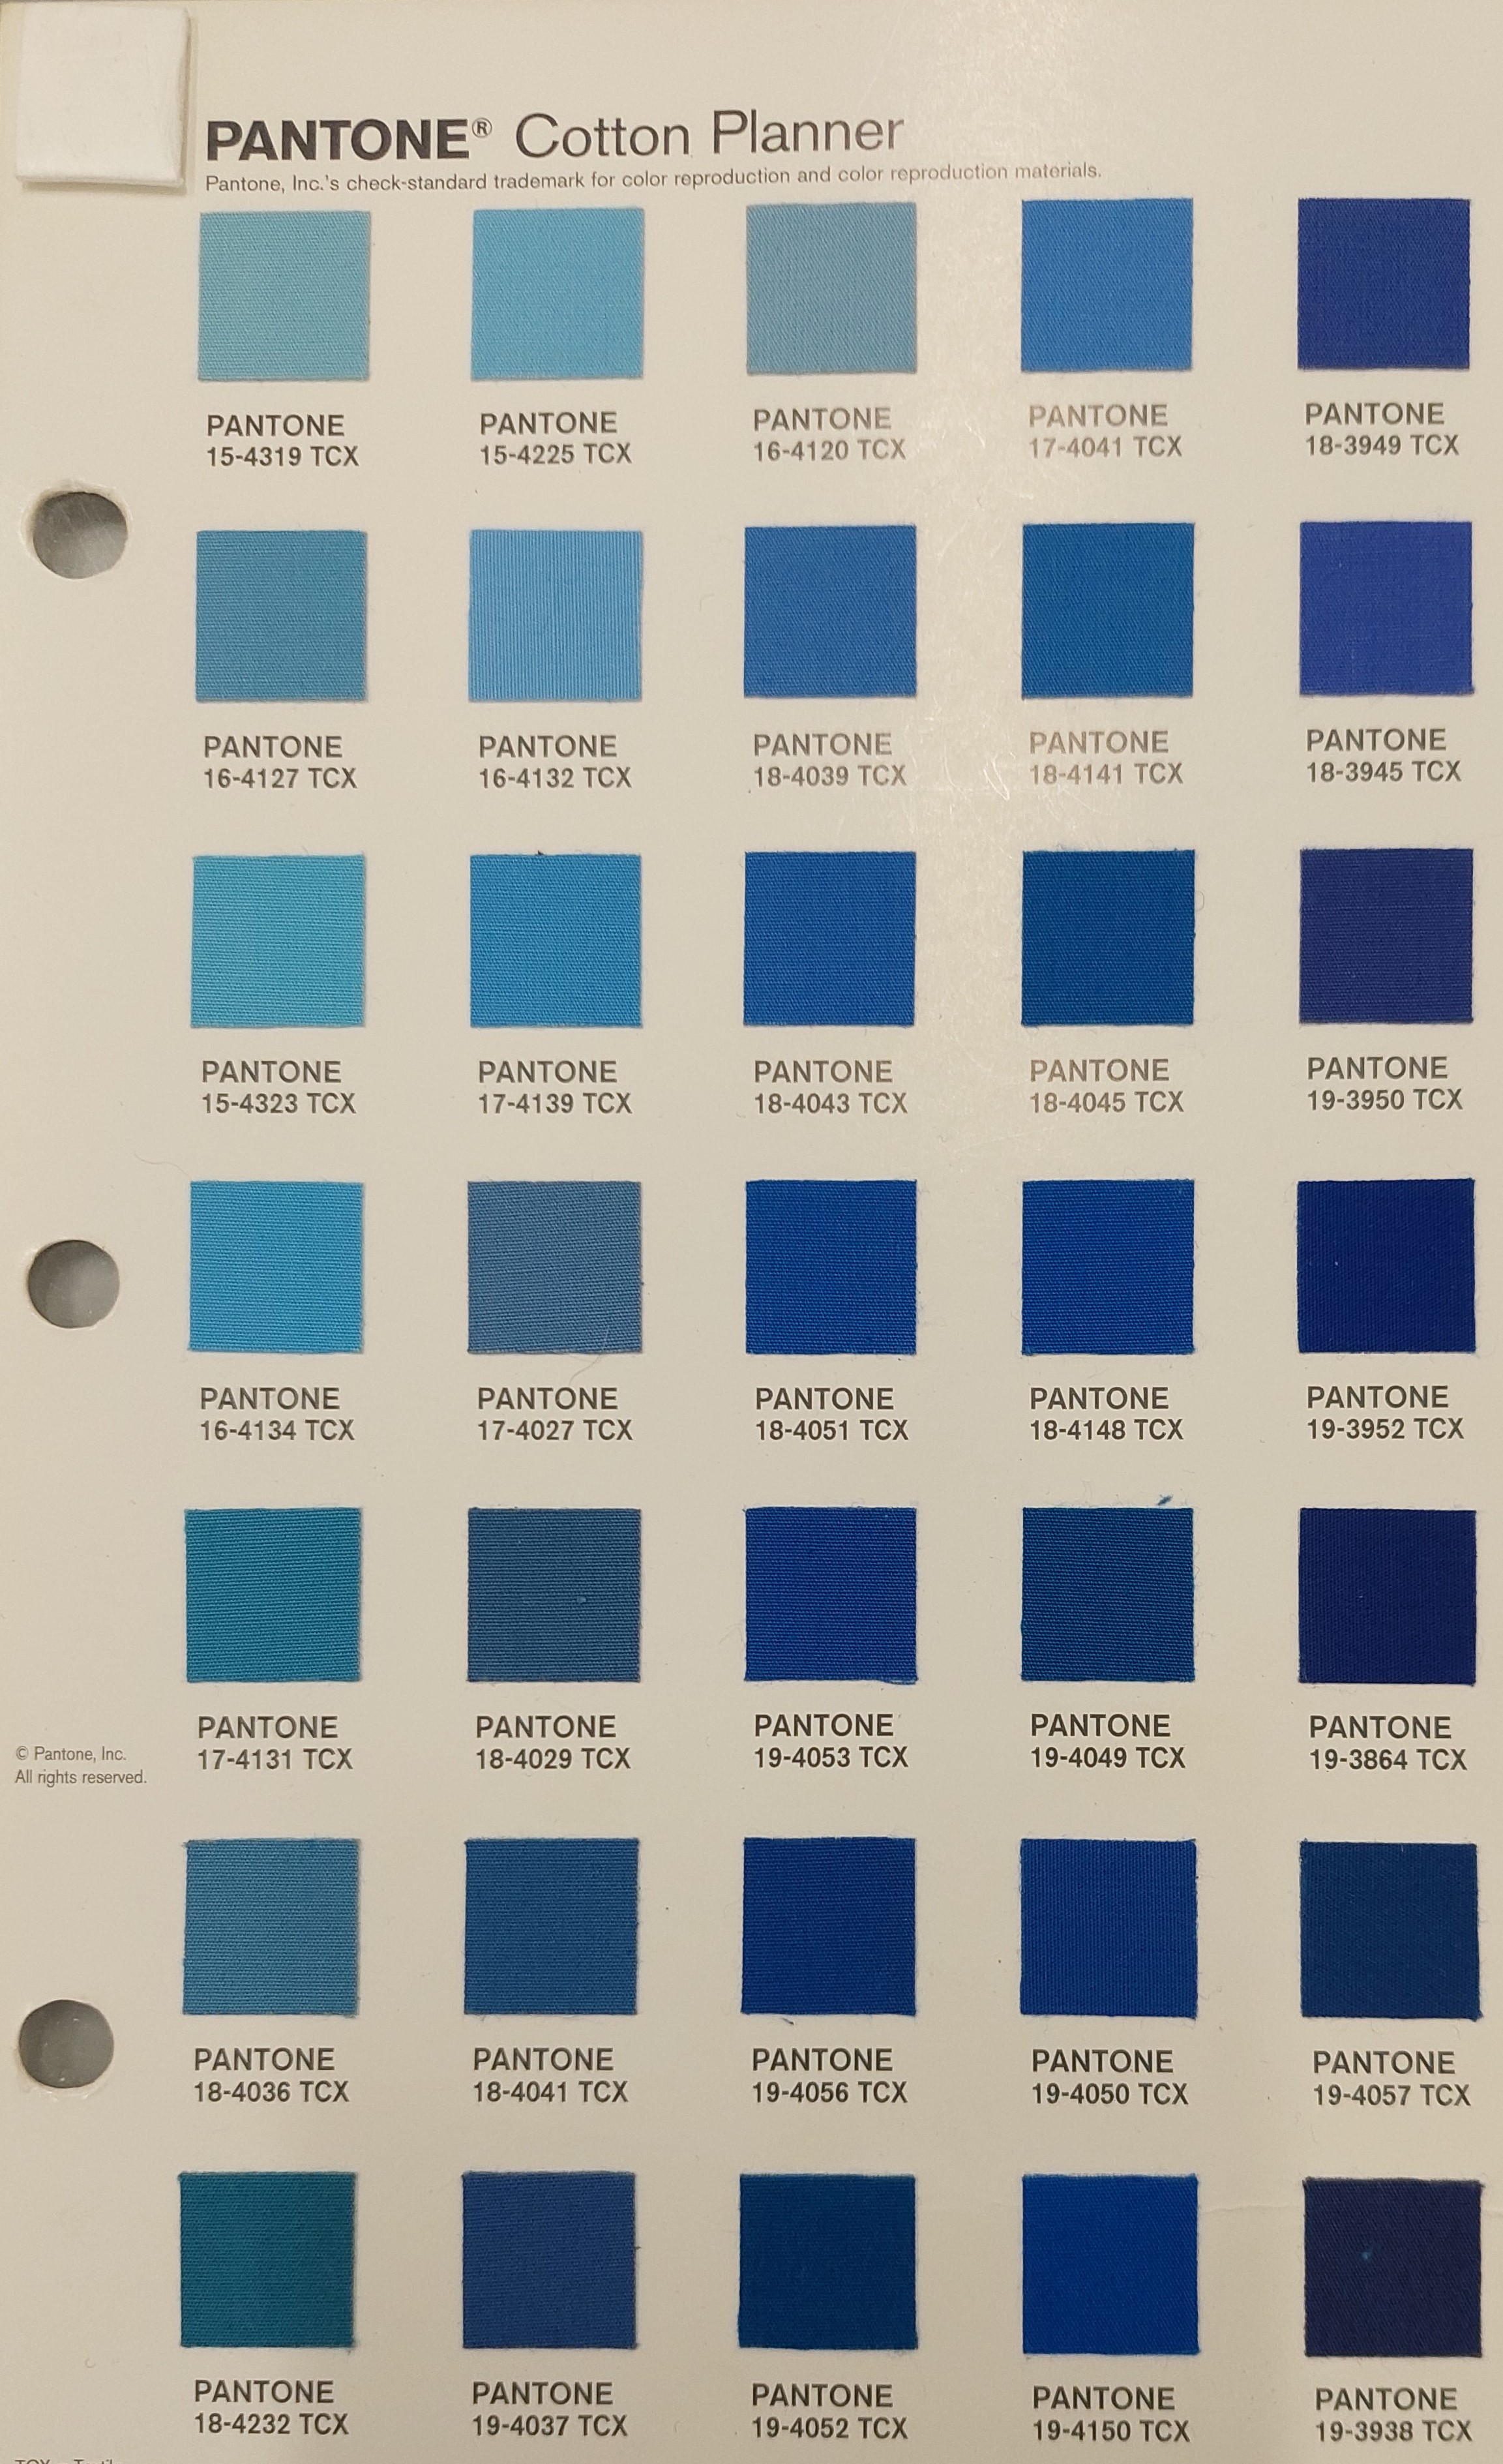 PANTONE® Cotton Planner
Pantone, Inc.'s check-standard trademark for color reproduction and color reproduction materials.
PANTONE PANTONE PANTONE PANTONE PANTONE
15-4319 TCX 15-4225 TCX 16-4120 TCX 17-4041 TCX 18-3949 TCX
PANTONE PANTONE PANTONE PANTONE PANTONE
16-4127 TCX 16-4132 TCX 18-4039 TCX 18-4141 TCX 18-3945 TCX
PANTONE PANTONE PANTONE PANTONE PANTONE
15-4323 TCX 17-4139 TCX 18-4043 TCX 18-4045 TCX 19-3950 TCX
PANTONE PANTONE PANTONE PANTONE PANTONE
16-4134 TCX 17-4027 TCX 18-4051 TCX 18-4148 TCX 19-3952 TCX
PANTONE PANTONE PANTONE PANTONE PANTONE
17-4131 TCX 18-4029 TCX 19-4053 TCX 19-4049 TCX 19-3864 TCX
© Pantone, Inc.
All rights reserved.
PANTONE PANTONE PANTONE PANTONE PANTONE
18-4036 TCX 18-4041 TCX 19-4056 TCX 19-4050 TCX 19-4057 TCX
PANTONE PANTONE PANTONE PANTONE PANTONE
18-4232 TCX 19-4037 TCX 19-4052 TCX 19-4150 TCX 19-3938 TCX